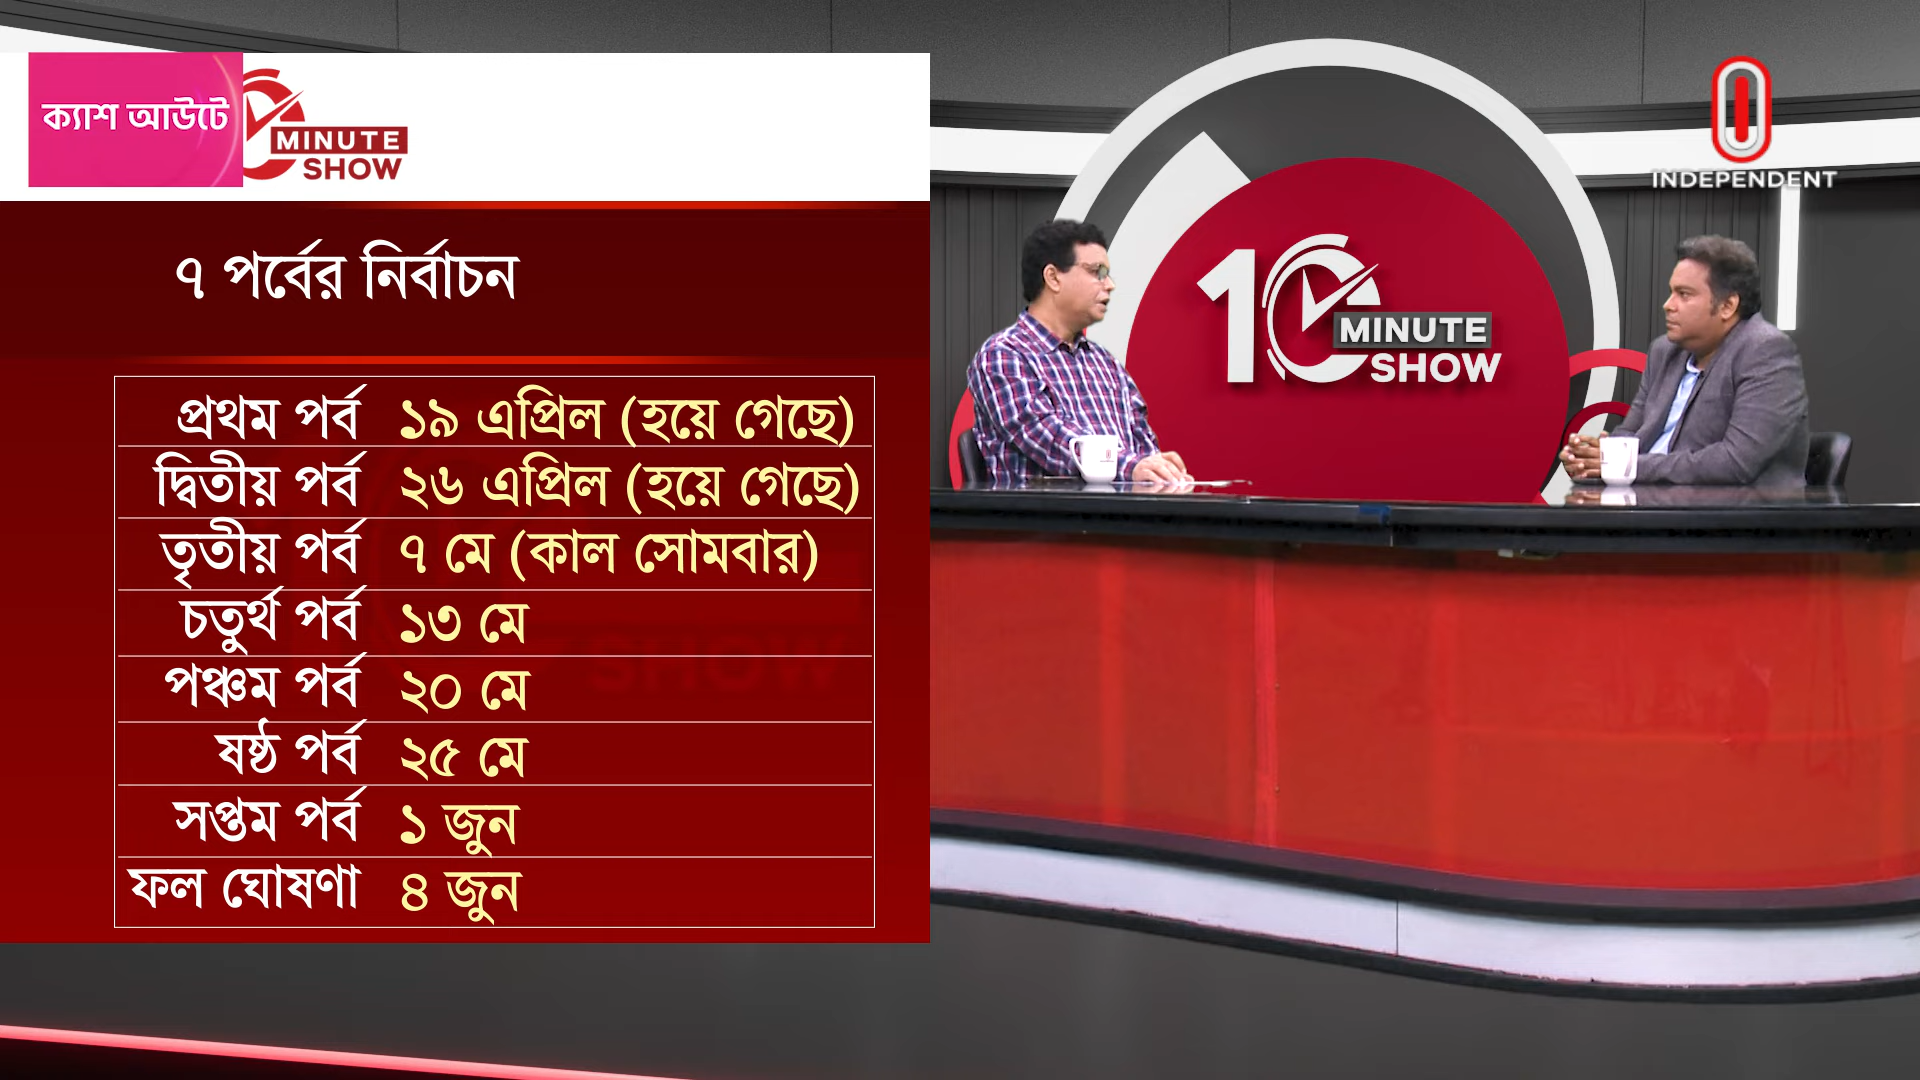 ক্যাশ আউটে
MINUTE
SHOW
৭ পর্বের নির্বাচন
প্রথম পর্ব ১৯ এপ্রিল (হয়ে গেছে)
দ্বিতীয় পর্ব ২৬ এপ্রিল (হয়ে গেছে)
তৃতীয় পর্ব ৭ মে (কাল সোমবার)
চতুর্থ পর্ব ১৩ মে
পঞ্চম পর্ব ২০ মে
ষষ্ঠ পর্ব ২৫ মে
সপ্তম পর্ব ১ জুন
ফল ঘোষণা ৪ জুন
SHOW
10
MINUTE
SHOW
INDEPENDENT